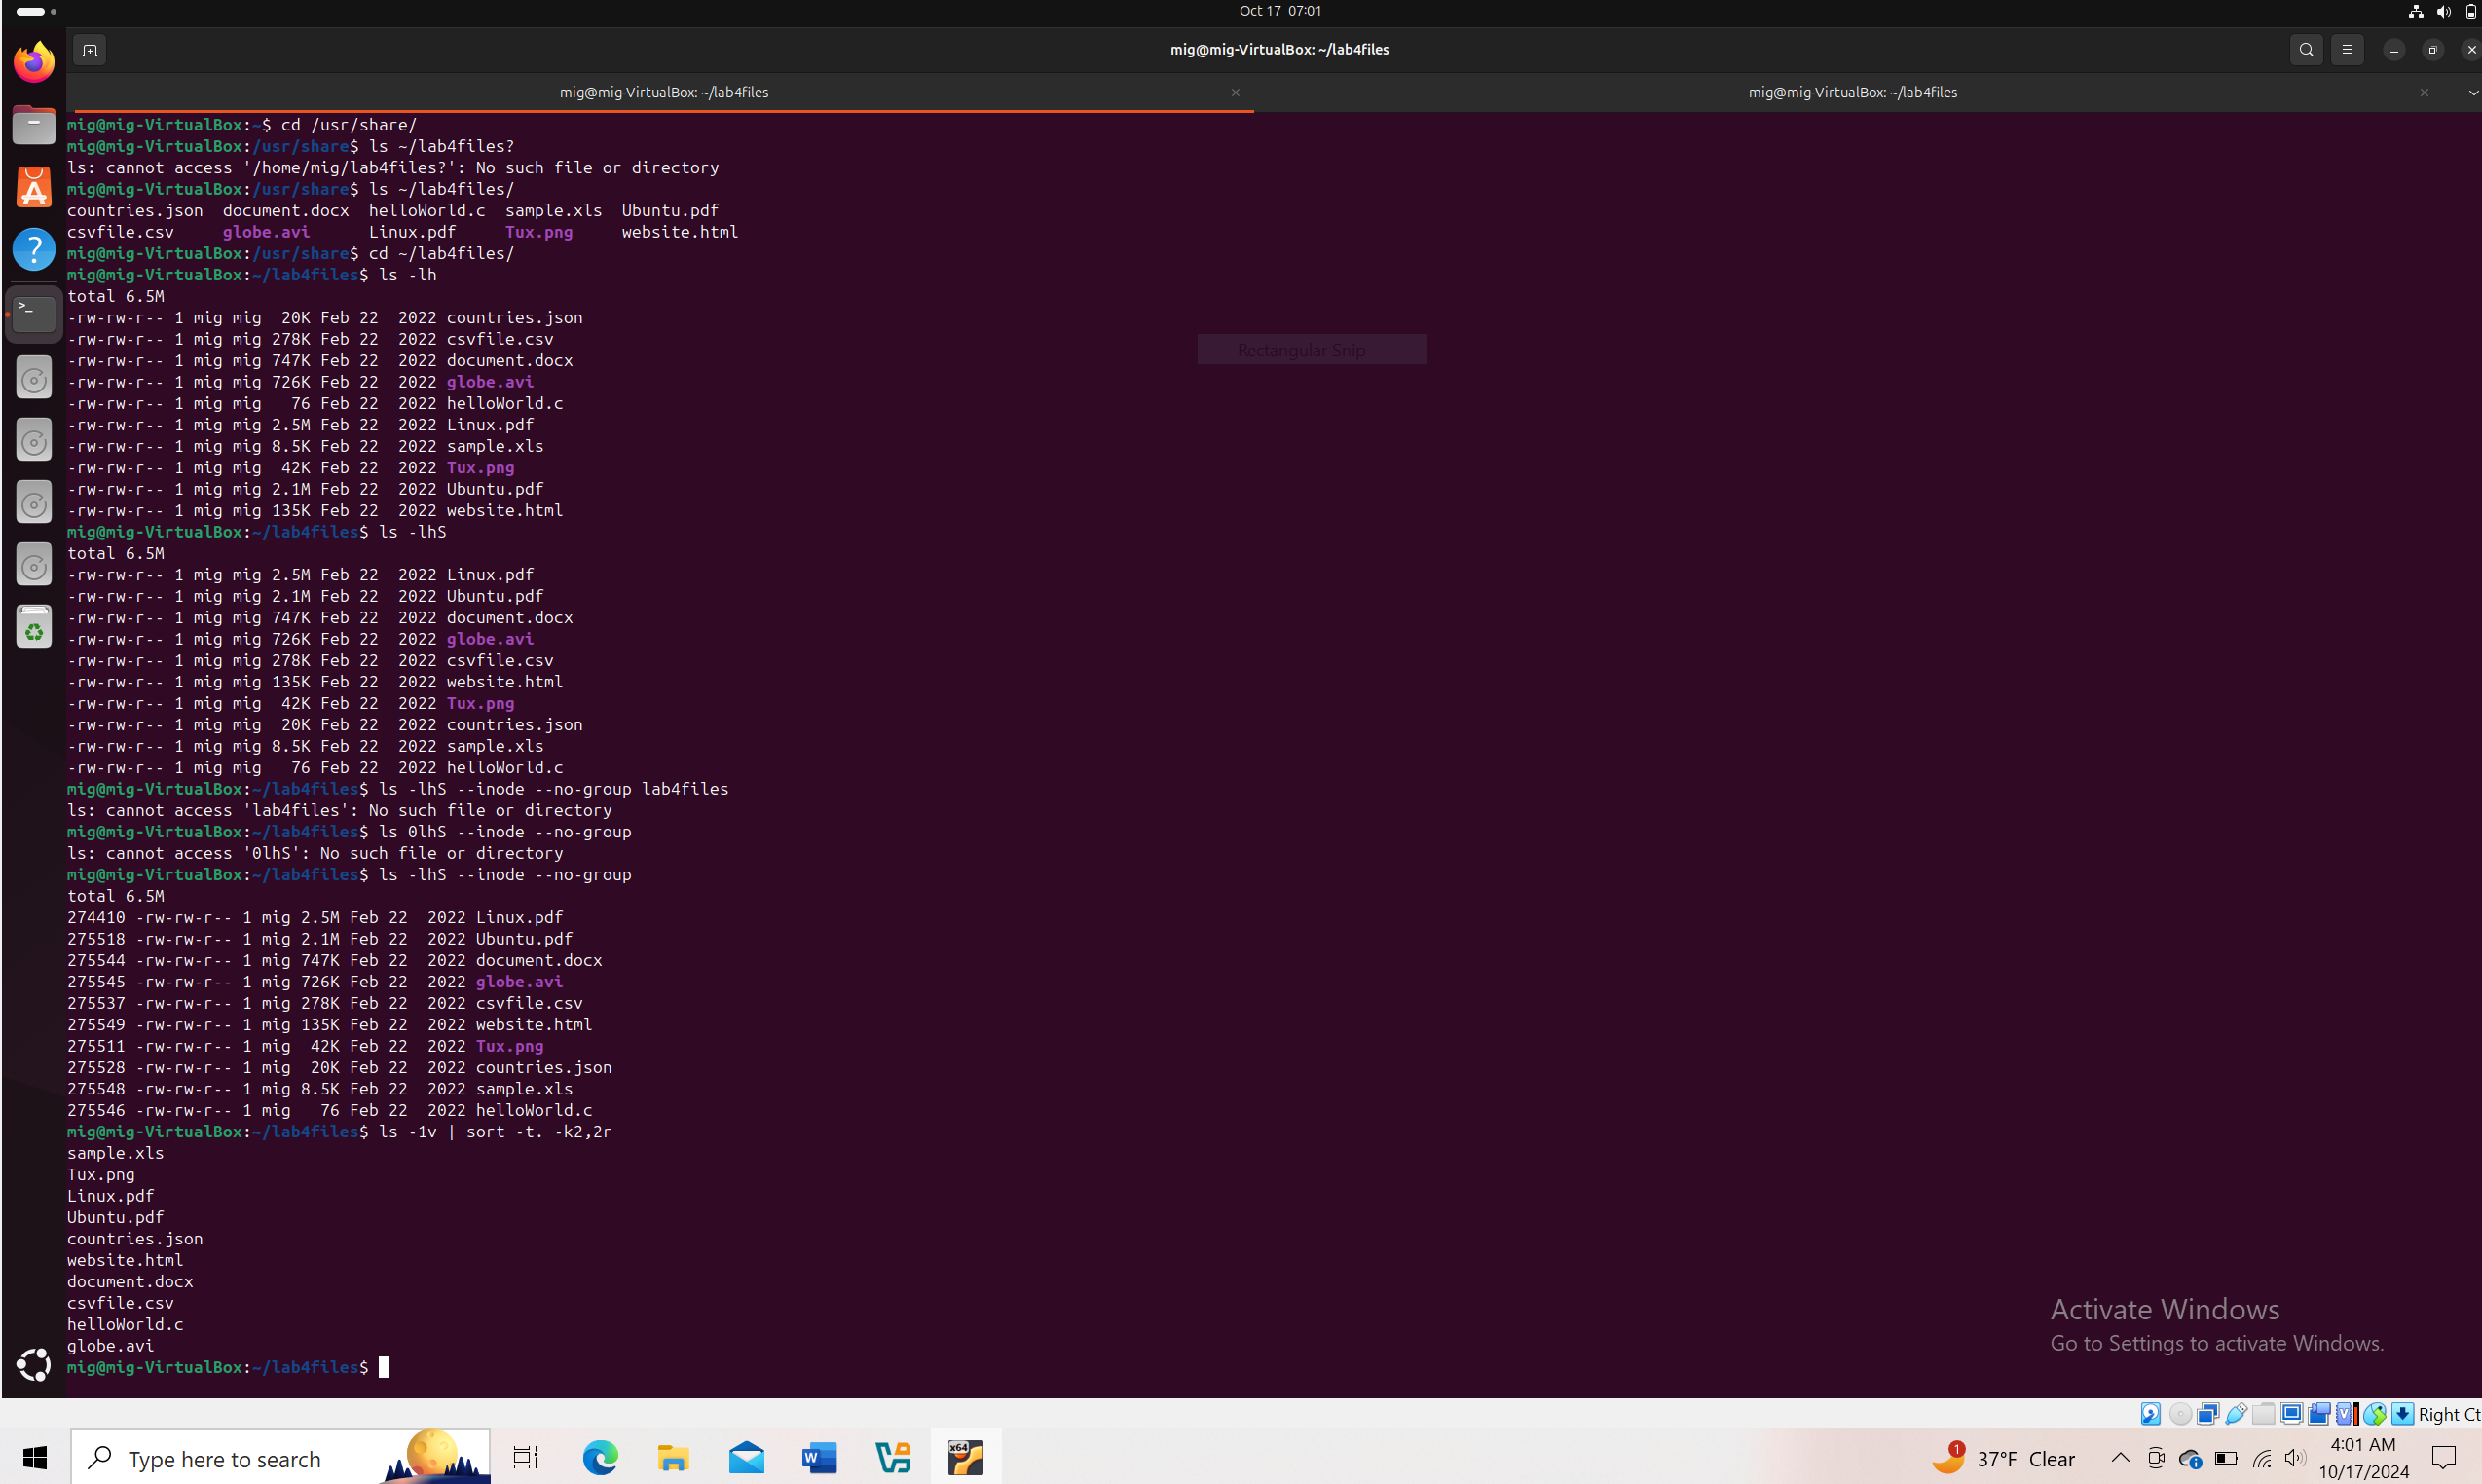 Oct 17 07:01
mig@mig-VirtualBox: ~/lab4files
mig@mig-VirtualBox: ~/lab4files
mig@mig-VirtualBox: ~/lab4files
mig@mig-VirtualBox:~$ cd /usr/share/
mig@mig-VirtualBox:/usr/share$ ls ~/lab4files?
ls: cannot access '/home/mig/lab4files?': No such file or directory
mig@mig-VirtualBox:/usr/share$ ls ~/lab4files/
countries.json  document.docx  helloWorld.c  sample.xls  Ubuntu.pdf
csvfile.csv     globe.avi      Linux.pdf     Tux.png     website.html
mig@mig-VirtualBox:/usr/share$ cd ~/lab4files/
mig@mig-VirtualBox:~/lab4files$ ls -lh
total 6.5M
-rw-rw-r-- 1 mig mig  20K Feb 22  2022 countries.json
-rw-rw-r-- 1 mig mig 278K Feb 22  2022 csvfile.csv
-rw-rw-r-- 1 mig mig 747K Feb 22  2022 document.docx
-rw-rw-r-- 1 mig mig 726K Feb 22  2022 globe.avi
-rw-rw-r-- 1 mig mig   76 Feb 22  2022 helloWorld.c
-rw-rw-r-- 1 mig mig 2.5M Feb 22  2022 Linux.pdf
-rw-rw-r-- 1 mig mig 8.5K Feb 22  2022 sample.xls
-rw-rw-r-- 1 mig mig  42K Feb 22  2022 Tux.png
-rw-rw-r-- 1 mig mig 2.1M Feb 22  2022 Ubuntu.pdf
-rw-rw-r-- 1 mig mig 135K Feb 22  2022 website.html
mig@mig-VirtualBox:~/lab4files$ ls -lhS
total 6.5M
-rw-rw-r-- 1 mig mig 2.5M Feb 22  2022 Linux.pdf
-rw-rw-r-- 1 mig mig 2.1M Feb 22  2022 Ubuntu.pdf
-rw-rw-r-- 1 mig mig 747K Feb 22  2022 document.docx
-rw-rw-r-- 1 mig mig 726K Feb 22  2022 globe.avi
-rw-rw-r-- 1 mig mig 278K Feb 22  2022 csvfile.csv
-rw-rw-r-- 1 mig mig 135K Feb 22  2022 website.html
-rw-rw-r-- 1 mig mig  42K Feb 22  2022 Tux.png
-rw-rw-r-- 1 mig mig  20K Feb 22  2022 countries.json
-rw-rw-r-- 1 mig mig 8.5K Feb 22  2022 sample.xls
-rw-rw-r-- 1 mig mig   76 Feb 22  2022 helloWorld.c
mig@mig-VirtualBox:~/lab4files$ ls -lhS --inode --no-group lab4files
ls: cannot access 'lab4files': No such file or directory
mig@mig-VirtualBox:~/lab4files$ ls 0lhS --inode --no-group
ls: cannot access '0lhS': No such file or directory
mig@mig-VirtualBox:~/lab4files$ ls -lhS --inode --no-group
total 6.5M
274410 -rw-rw-r-- 1 mig 2.5M Feb 22  2022 Linux.pdf
275518 -rw-rw-r-- 1 mig 2.1M Feb 22  2022 Ubuntu.pdf
275544 -rw-rw-r-- 1 mig 747K Feb 22  2022 document.docx
275545 -rw-rw-r-- 1 mig 726K Feb 22  2022 globe.avi
275537 -rw-rw-r-- 1 mig 278K Feb 22  2022 csvfile.csv
275549 -rw-rw-r-- 1 mig 135K Feb 22  2022 website.html
275511 -rw-rw-r-- 1 mig  42K Feb 22  2022 Tux.png
275528 -rw-rw-r-- 1 mig  20K Feb 22  2022 countries.json
275548 -rw-rw-r-- 1 mig 8.5K Feb 22  2022 sample.xls
275546 -rw-rw-r-- 1 mig   76 Feb 22  2022 helloWorld.c
mig@mig-VirtualBox:~/lab4files$ ls -1v | sort -t. -k2,2r
sample.xls
Tux.png
Linux.pdf
Ubuntu.pdf
countries.json
website.html
document.docx
csvfile.csv
helloWorld.c
globe.avi
mig@mig-VirtualBox:~/lab4files$
Rectangular Snip
Activate Windows
Go to Settings to activate Windows.
Right Ct
Type here to search
x64
1
37°F Clear
4:01 AM
10/17/2024